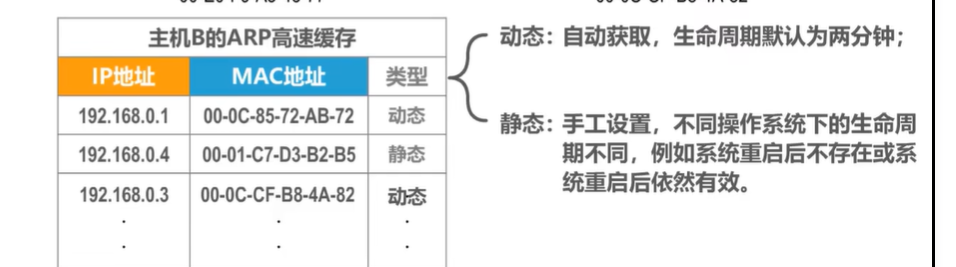 主机B的ARP高速缓存
IP地址 MAC地址 类型
192.168.0.1 00-0C-85-72-AB-72 动态
192.168.0.4 00-01-C7-D3-B2-B5 静态
192.168.0.3 00-0C-CF-B8-4A-82 动态
动态：自动获取，生命周期默认为两分钟；
静态：手工设置，不同操作系统下的生命周
期不同，例如系统重启后不存在或系
统重启后依然有效。